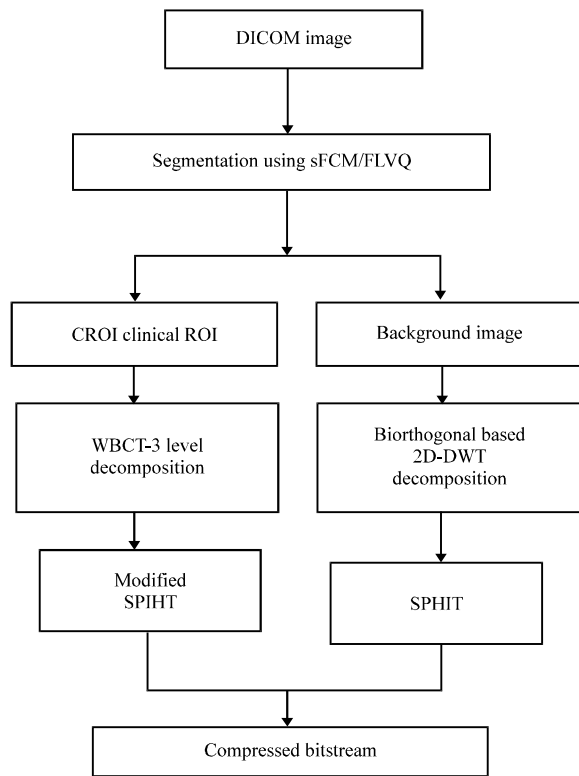 DICOM image
Segmentation using sFCM/FLVQ
CROI clinical ROI
Background image
WBCT-3 level
decomposition
Biorthogonal based
2D-DWT
decomposition
Modified
SPIHT
SPHIT
Compressed bitstream